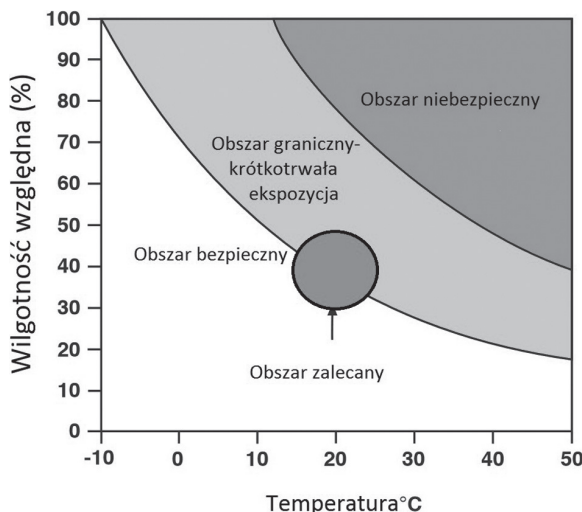 Wilgotność względna (%)
100
90
80
70
60
50
40
30
20
10
0
Obszar niebezpieczny
Obszar graniczny-
krótkotrwała
ekspozycja
Obszar bezpieczny
Obszar zalecany
-10
0
10
20
30
40
50
Temperatura°C